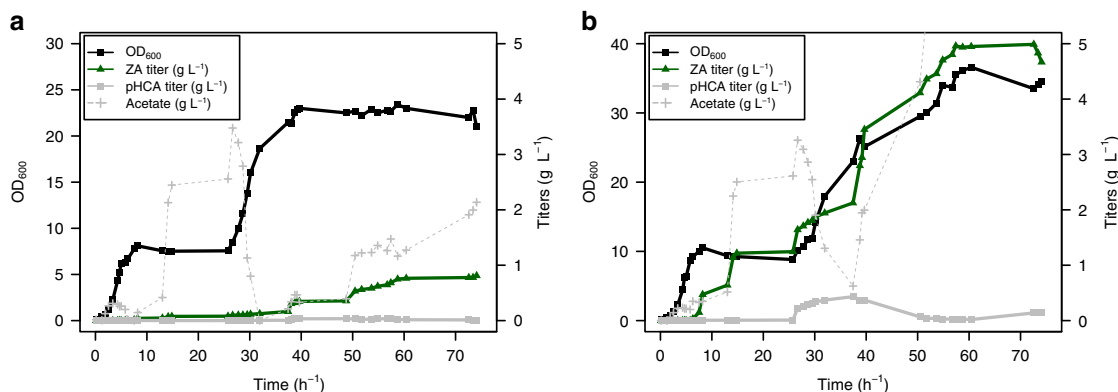 a
OD₆₀₀
ZA titer (g L⁻¹)
pHCA titer (g L⁻¹)
Acetate (g L⁻¹)
30
25
20
15
10
5
0
OD₆₀₀
5
4
3
2
1
0
Titers (g L⁻¹)
0 10 20 30 40 50 60 70
Time (h⁻¹)
b
OD₆₀₀
ZA titer (g L⁻¹)
pHCA titer (g L⁻¹)
Acetate (g L⁻¹)
40
30
20
10
0
OD₆₀₀
5
4
3
2
1
0
Titers (g L⁻¹)
0 10 20 30 40 50 60 70
Time (h⁻¹)